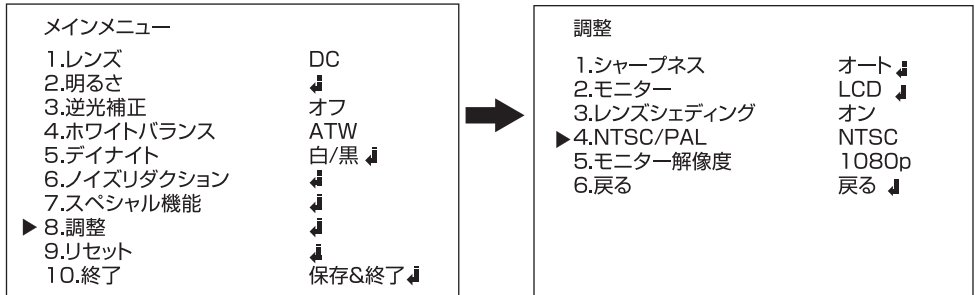 メインメニュー
1.レンズ DC
2.明るさ
3.逆光補正 オフ
4.ホワイトバランス ATW
5.デイナイト 白/黒
6.ノイズリダクション
7.スペシャル機能
8.調整
9.リセット
10.終了 保存&終了
調整
1.シャープネス オート
2.モニター LCD
3.レンズシェディング オン
4.NTSC/PAL NTSC
5.モニター解像度 1080p
6.戻る 戻る